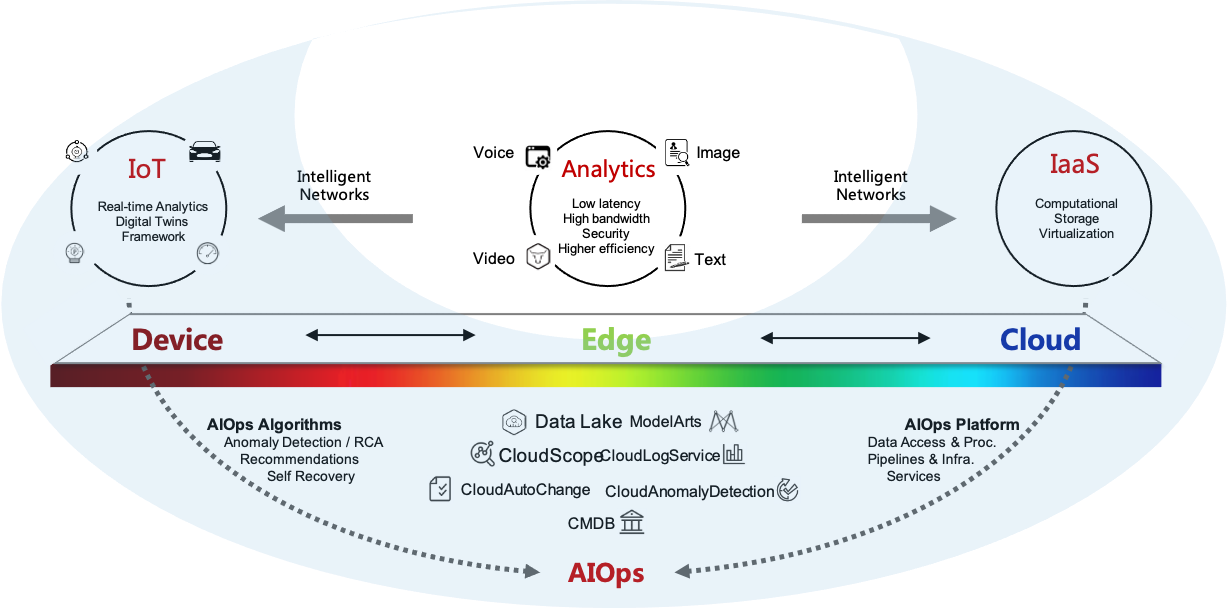 IoT
Real-time Analytics
Digital Twins
Framework
Intelligent
Networks
Voice
Image
Analytics
Low latency
High bandwidth
Security
Higher efficiency
Video
Text
Intelligent
Networks
IaaS
Computational
Storage
Virtualization
Device
Edge
Cloud
AIOps Algorithms
Anomaly Detection / RCA
Recommendations
Self Recovery
Data Lake ModelArts
CloudScope CloudLogService
CloudAutoChange CloudAnomalyDetection
CMDB
AIOps Platform
Data Access & Proc.
Pipelines & Infra.
Services
AIOps